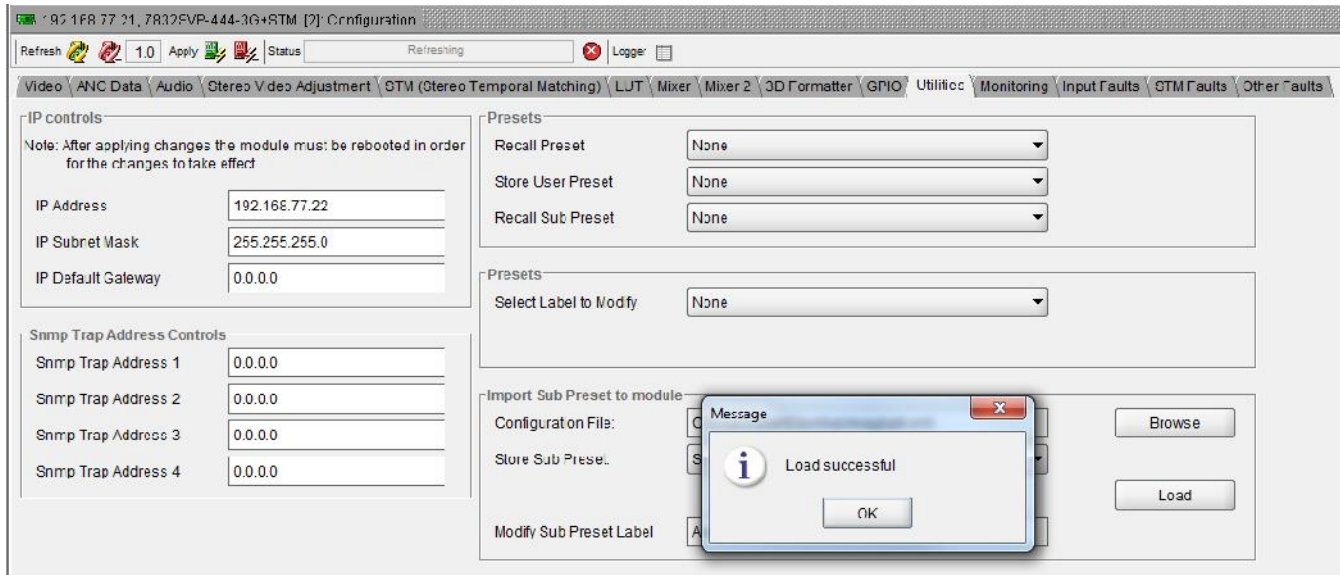 192.168.77.21, 7832SVP-444-3G+STM [2]: Configuration
Refresh 1.0 Apply Status Refreshing Logger
Video ANC Data Audio Stereo Video Adjustment STM (Stereo Temporal Matching) LUT Mixer Mixer 2 3D Formatter GPIO Utilities Monitoring Input Faults STM Faults Other Faults
IP controls
Note: After applying changes the module must be rebooted in order
for the changes to take effect
IP Address 192.168.77.22
IP Subnet Mask 255.255.255.0
IP Default Gateway 0.0.0.0
Snmp Trap Address Controls
Snmp Trap Address 1 0.0.0.0
Snmp Trap Address 2 0.0.0.0
Snmp Trap Address 3 0.0.0.0
Snmp Trap Address 4 0.0.0.0
Presets
Recall Preset None
Store User Preset None
Recall Sub Preset None
Presets
Select Label to Modify None
Import Sub Preset to module
Configuration File: Browse
Store Sub Preset.
Load
Modify Sub Preset Label
Message
Load successful
OK